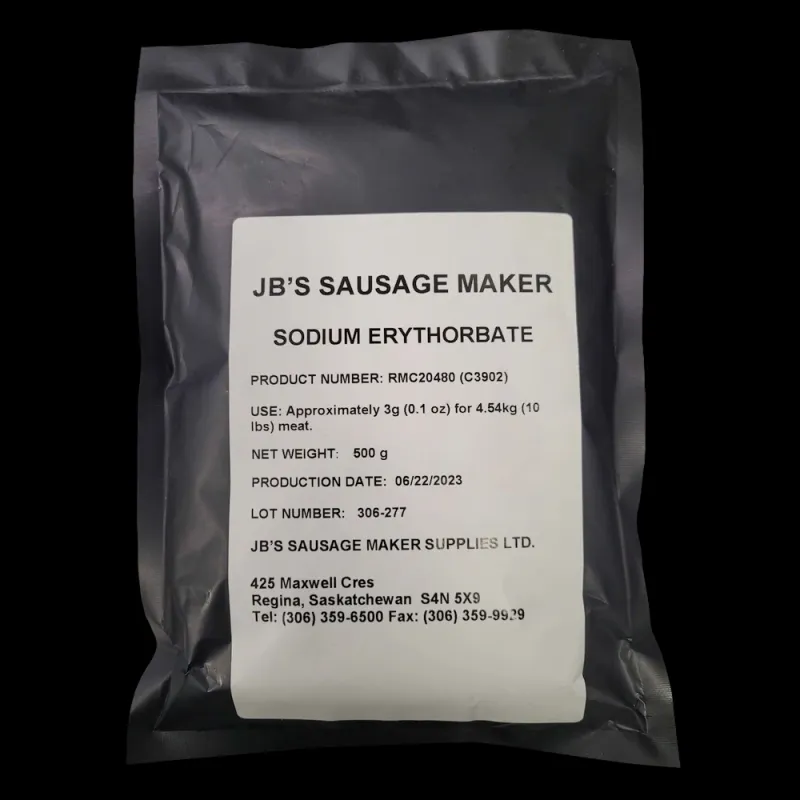 JB'S SAUSAGE MAKER
SODIUM ERYTHORBATE
PRODUCT NUMBER: RMC20480 (C3902)
USE: Approximately 3g (0.1 oz) for 4.54kg (10
lbs) meat.
NET WEIGHT: 500 g
PRODUCTION DATE: 06/22/2023
LOT NUMBER: 306-277
JB'S SAUSAGE MAKER SUPPLIES LTD.
425 Maxwell Cres
Regina, Saskatchewan S4N 5X9
Tel: (306) 359-6500 Fax: (306)